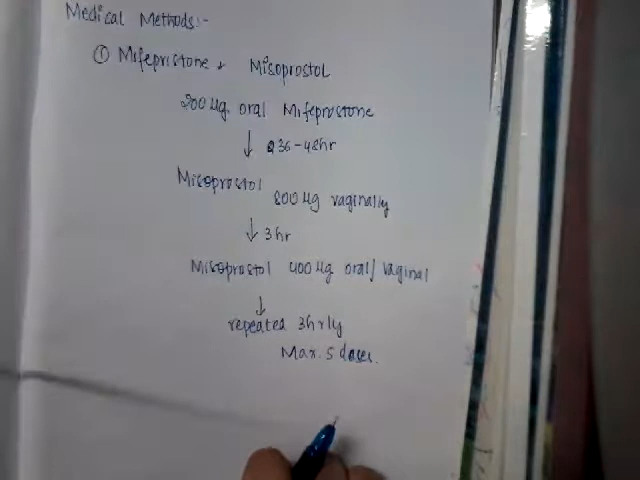 Medical Methods:-
① Mifepristone + Misoprostol
200 µg oral Mifeprostone
↓ 36-48hr
Misoprostol
800 µg vaginally
↓ 3hr
Misoprostol 400 µg oral/vaginal
↓
repeated 3hrly
Max. 5 doses.